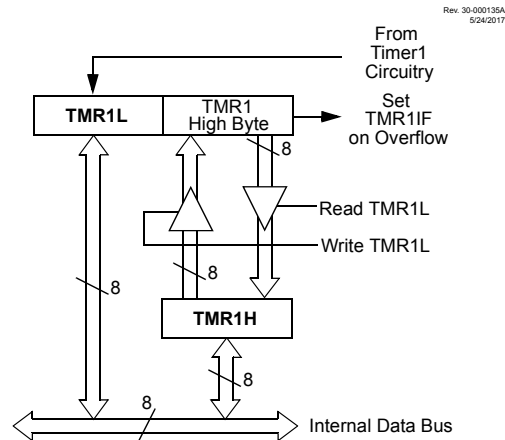 Rev. 30-000135A
5/24/2017
From
Timer1
Circuitry
TMR1L
TMR1
High Byte
Set
TMR1IF
on Overflow
8
Read TMR1L
Write TMR1L
8
8
TMR1H
8
8
Internal Data Bus